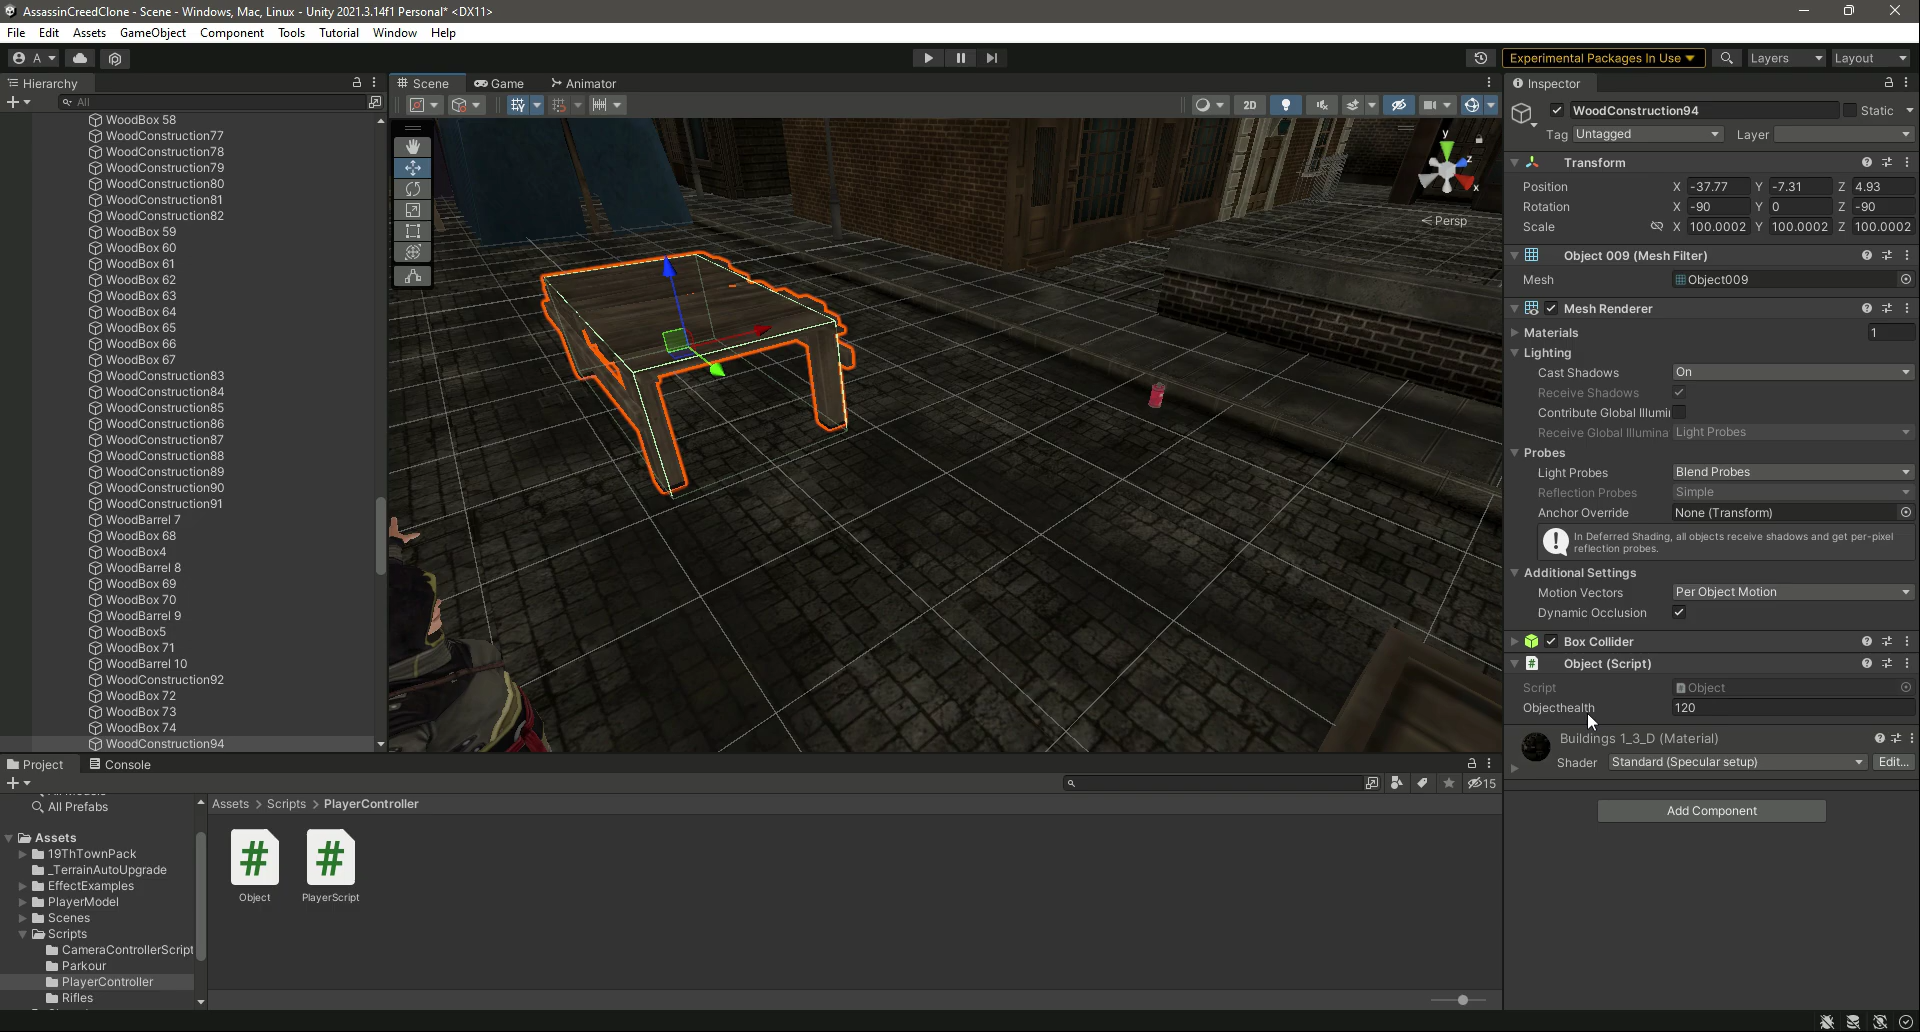 AssassinCreedClone - Scene - Windows, Mac, Linux - Unity 2021.3.14f1 Personal* <DX11>
File Edit Assets GameObject Component Tools Tutorial Window Help
A
Experimental Packages In Use
Layers
Layout
Hierarchy
All
WoodBox 58
WoodConstruction77
WoodConstruction78
WoodConstruction79
WoodConstruction80
WoodConstruction81
WoodConstruction82
WoodBox 59
WoodBox 60
WoodBox 61
WoodBox 62
WoodBox 63
WoodBox 64
WoodBox 65
WoodBox 66
WoodBox 67
WoodConstruction83
WoodConstruction84
WoodConstruction85
WoodConstruction86
WoodConstruction87
WoodConstruction88
WoodConstruction89
WoodConstruction90
WoodConstruction91
WoodBarrel 7
WoodBox 68
WoodBox4
WoodBarrel 8
WoodBox 69
WoodBox 70
WoodBarrel 9
WoodBox5
WoodBox 71
WoodBarrel 10
WoodConstruction92
WoodBox 72
WoodBox 73
WoodBox 74
WoodConstruction94
Scene Game Animator
2D
y
z
x
Persp
Inspector
WoodConstruction94 Static
Tag Untagged Layer
Transform
Position X -37.77 Y -7.31 Z 4.93
Rotation X -90 Y 0 Z -90
Scale X 100.0002 Y 100.0002 Z 100.0002
Object 009 (Mesh Filter)
Mesh Object009
Mesh Renderer
Materials 1
Lighting
Cast Shadows On
Receive Shadows
Contribute Global Illumi
Receive Global Illumina Light Probes
Probes
Light Probes Blend Probes
Reflection Probes Simple
Anchor Override None (Transform)
In Deferred Shading, all objects receive shadows and get per-pixel
reflection probes.
Additional Settings
Motion Vectors Per Object Motion
Dynamic Occlusion
Box Collider
Object (Script)
Script Object
Objecthealth 120
Buildings 1_3_D (Material)
Shader Standard (Specular setup) Edit...
Add Component
Project Console
15
All Prefabs
Assets
19ThTownPack
_TerrainAutoUpgrade
EffectExamples
PlayerModel
Scenes
Scripts
CameraControllerScript
Parkour
PlayerController
Rifles
Assets > Scripts > PlayerController
Object PlayerScript